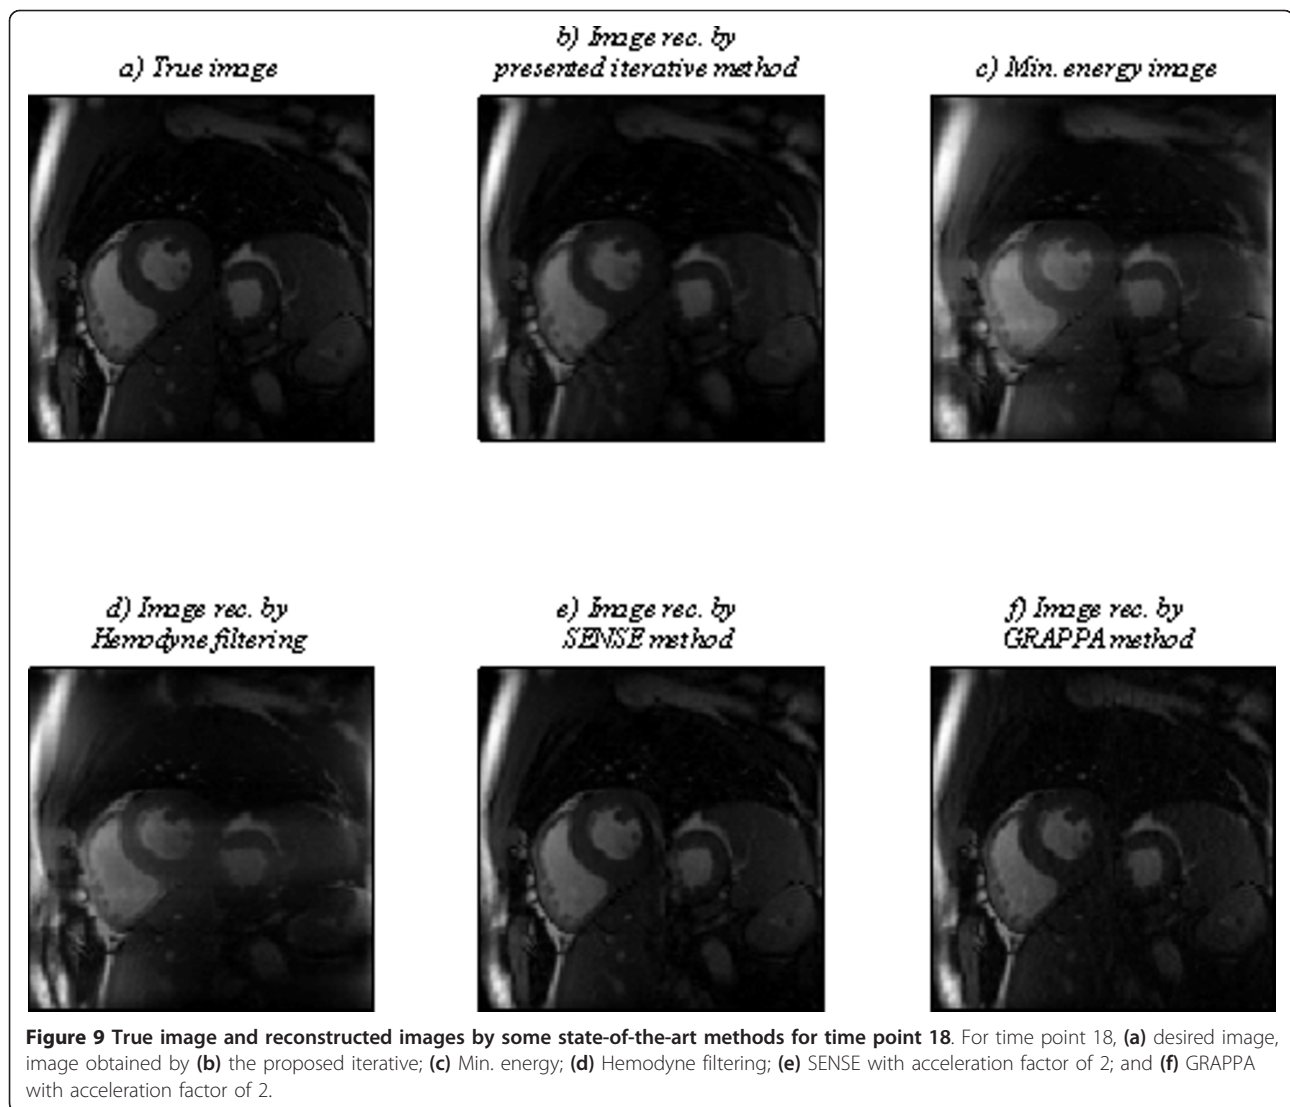 a) True image
b) Image rec. by
presented iterative method
c) Min. energy image
d) Image rec. by
Hemodyne filtering
e) Image rec. by
SENSE method
f) Image rec. by
GRAPPA method
Figure 9 True image and reconstructed images by some state-of-the-art methods for time point 18. For time point 18, (a) desired image,
image obtained by (b) the proposed iterative; (c) Min. energy; (d) Hemodyne filtering; (e) SENSE with acceleration factor of 2; and (f) GRAPPA
with acceleration factor of 2.